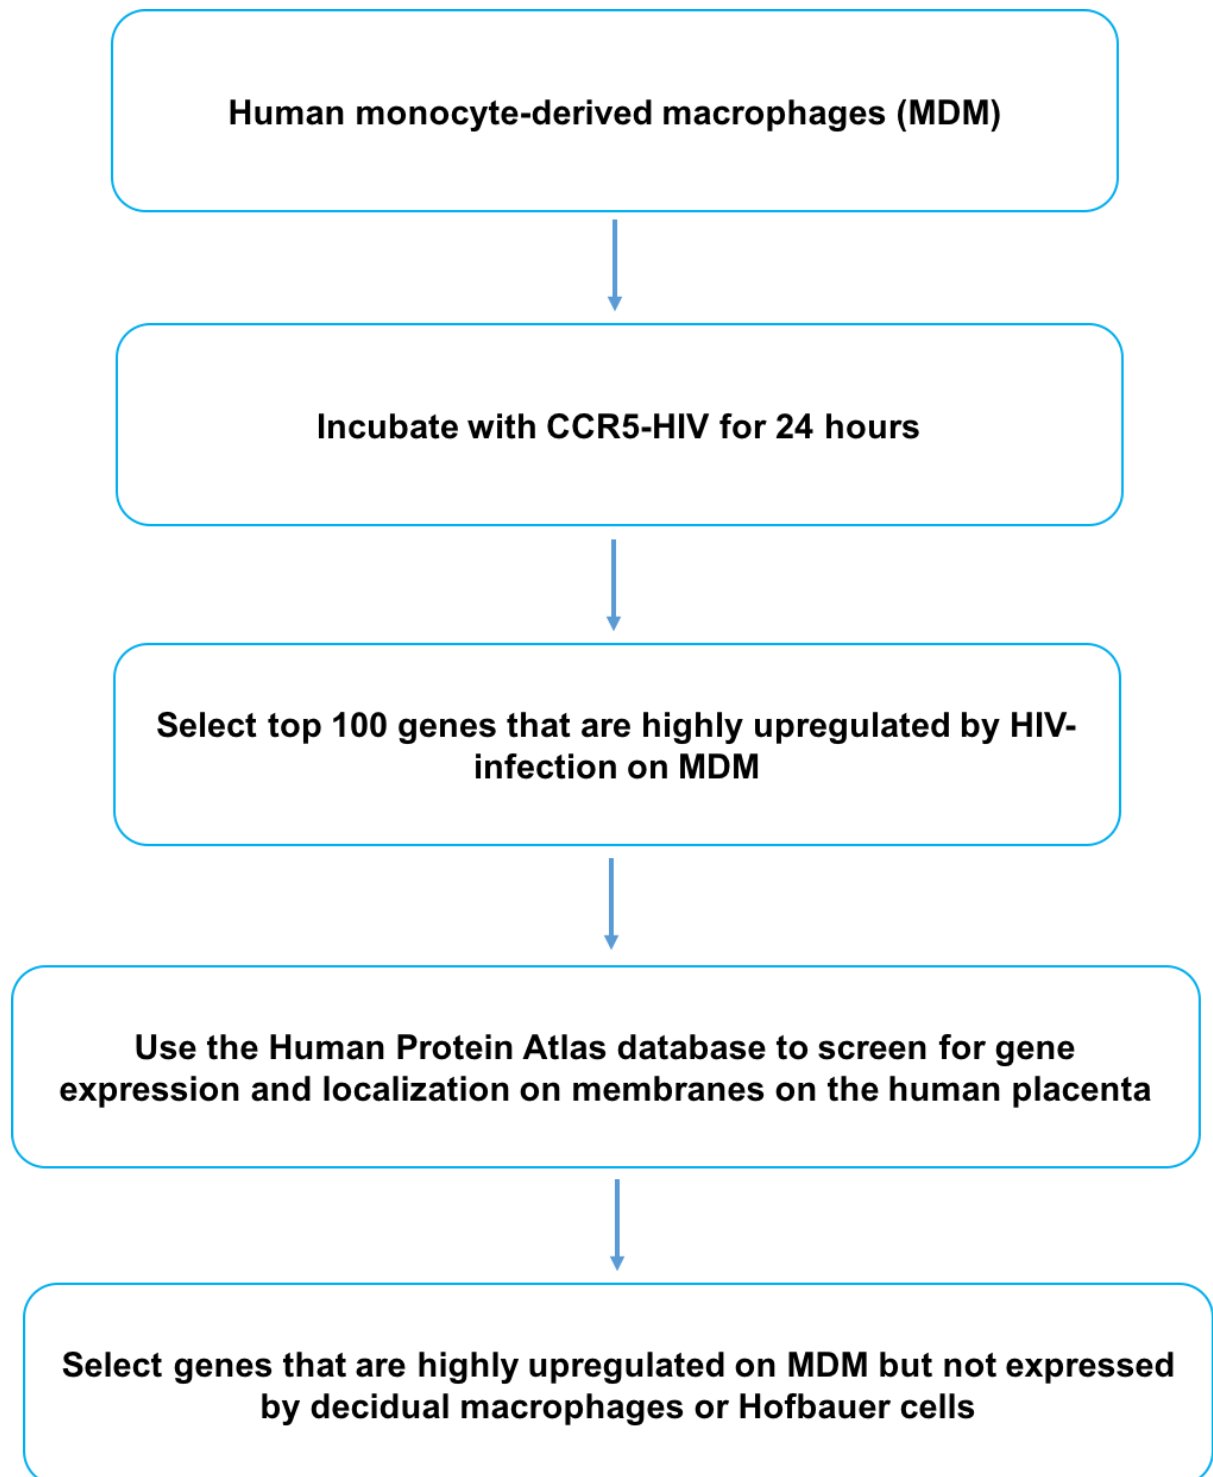 Human monocyte-derived macrophages (MDM)
Incubate with CCR5-HIV for 24 hours
Select top 100 genes that are highly upregulated by HIV-
infection on MDM
Use the Human Protein Atlas database to screen for gene
expression and localization on membranes on the human placenta
Select genes that are highly upregulated on MDM but not expressed
by decidual macrophages or Hofbauer cells